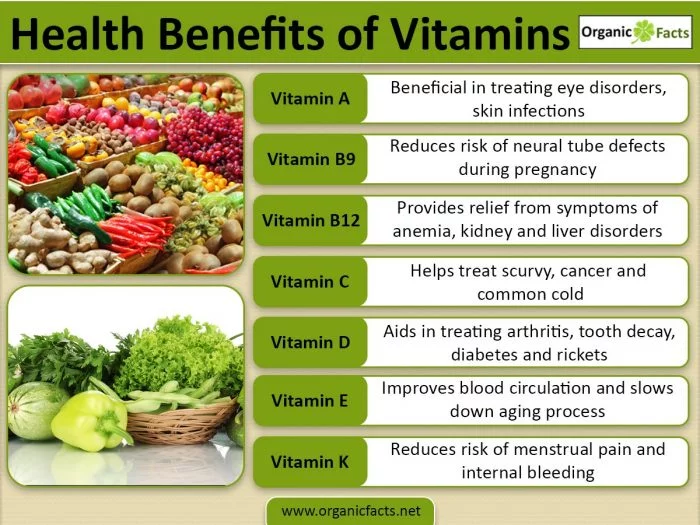 Health Benefits of Vitamins
Organic Facts
Vitamin A
Beneficial in treating eye disorders,
skin infections
Vitamin B9
Reduces risk of neural tube defects
during pregnancy
Vitamin B12
Provides relief from symptoms of
anemia, kidney and liver disorders
Vitamin C
Helps treat scurvy, cancer and
common cold
Vitamin D
Aids in treating arthritis, tooth decay,
diabetes and rickets
Vitamin E
Improves blood circulation and slows
down aging process
Vitamin K
Reduces risk of menstrual pain and
internal bleeding
www.organicfacts.net